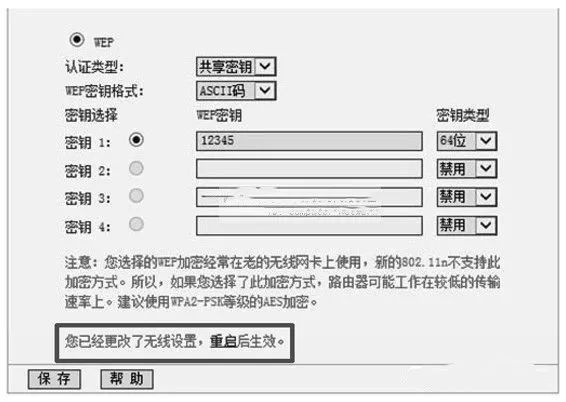 WEP
认证类型： 共享密钥
WEP密钥格式： ASCII码
密钥选择 WEP密钥 密钥类型
密钥 1： 12345 64位
密钥 2： 禁用
密钥 3： 禁用
密钥 4： 禁用
注意：您选择的WEP加密经常在老的无线网卡上使用，新的802.11n不支持此
加密方式。所以，如果您选择了此加密方式，路由器可能工作在较低的传输
速率上。建议使用WPA2-PSK等级的AES加密。
您已经更改了无线设置，重启后生效。
保 存 帮 助